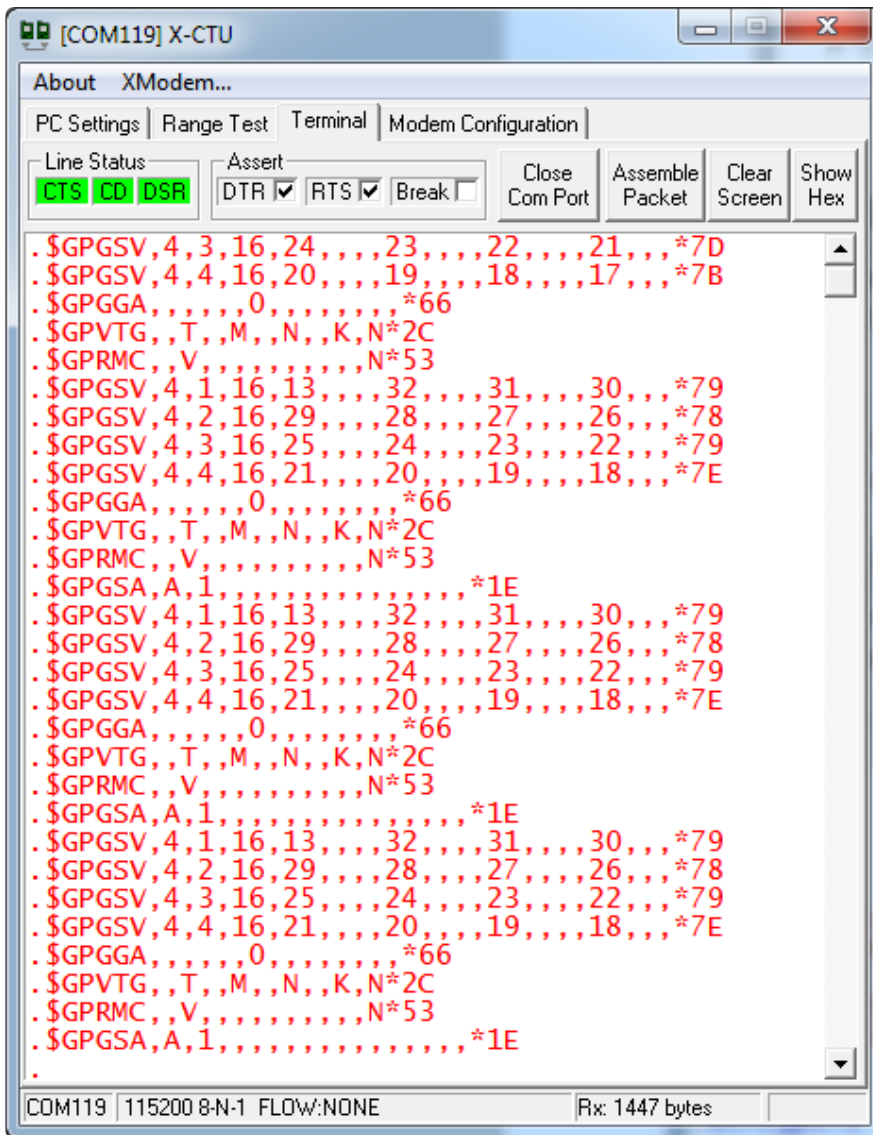 [COM119] X-CTU
About XModem...
PC Settings Range Test Terminal Modem Configuration
Line Status Assert
CTS CD DSR DTR RTS Break Close Com Port Assemble Packet Clear Screen Show Hex
.$GPGSV,4,3,16,24,,,,23,,,,22,,,,21,,,*7D
.$GPGSV,4,4,16,20,,,,19,,,,18,,,,17,,,*7B
.$GPGGA,,,,,,0,,,,,,,,*66
.$GPVTG,,T,,M,,N,,K,N*2C
.$GPRMC,,V,,,,,,,,,,N*53
.$GPGSV,4,1,16,13,,,,32,,,,31,,,,30,,,*79
.$GPGSV,4,2,16,29,,,,28,,,,27,,,,26,,,*78
.$GPGSV,4,3,16,25,,,,24,,,,23,,,,22,,,*79
.$GPGSV,4,4,16,21,,,,20,,,,19,,,,18,,,*7E
.$GPGGA,,,,,,0,,,,,,,,*66
.$GPVTG,,T,,M,,N,,K,N*2C
.$GPRMC,,V,,,,,,,,,,N*53
.$GPGSA,A,1,,,,,,,,,,,,,,,*1E
.$GPGSV,4,1,16,13,,,,32,,,,31,,,,30,,,*79
.$GPGSV,4,2,16,29,,,,28,,,,27,,,,26,,,*78
.$GPGSV,4,3,16,25,,,,24,,,,23,,,,22,,,*79
.$GPGSV,4,4,16,21,,,,20,,,,19,,,,18,,,*7E
.$GPGGA,,,,,,0,,,,,,,,*66
.$GPVTG,,T,,M,,N,,K,N*2C
.$GPRMC,,V,,,,,,,,,,N*53
.$GPGSA,A,1,,,,,,,,,,,,,,,*1E
.$GPGSV,4,1,16,13,,,,32,,,,31,,,,30,,,*79
.$GPGSV,4,2,16,29,,,,28,,,,27,,,,26,,,*78
.$GPGSV,4,3,16,25,,,,24,,,,23,,,,22,,,*79
.$GPGSV,4,4,16,21,,,,20,,,,19,,,,18,,,*7E
.$GPGGA,,,,,,0,,,,,,,,*66
.$GPVTG,,T,,M,,N,,K,N*2C
.$GPRMC,,V,,,,,,,,,,N*53
.$GPGSA,A,1,,,,,,,,,,,,,,,*1E
.
COM119 115200 8-N-1 FLOW:NONE Rx: 1447 bytes